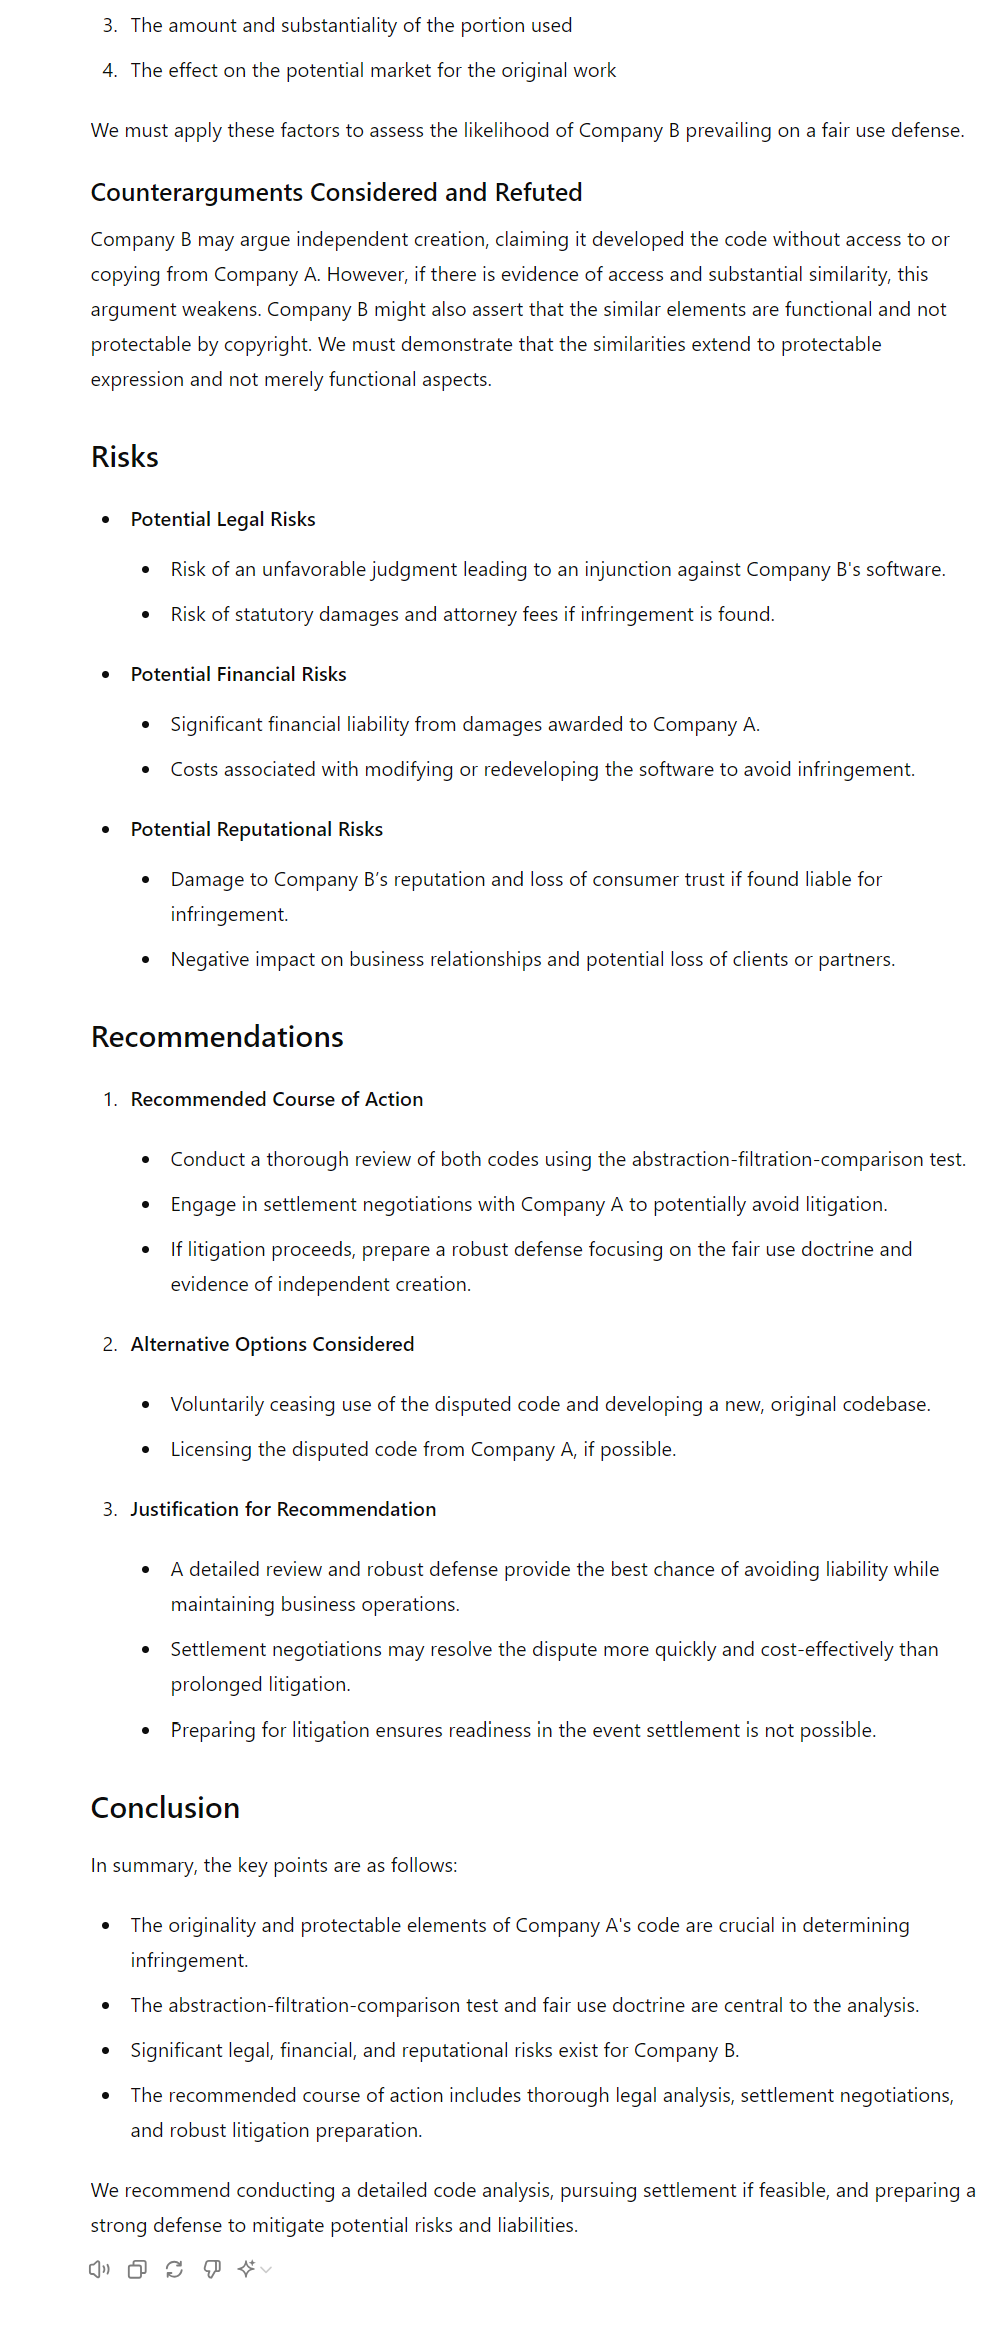 3. The amount and substantiality of the portion used
4. The effect on the potential market for the original work
We must apply these factors to assess the likelihood of Company B prevailing on a fair use defense.
Counterarguments Considered and Refuted
Company B may argue independent creation, claiming it developed the code without access to or
copying from Company A. However, if there is evidence of access and substantial similarity, this
argument weakens. Company B might also assert that the similar elements are functional and not
protectable by copyright. We must demonstrate that the similarities extend to protectable
expression and not merely functional aspects.
Risks
• Potential Legal Risks
• Risk of an unfavorable judgment leading to an injunction against Company B's software.
• Risk of statutory damages and attorney fees if infringement is found.
• Potential Financial Risks
• Significant financial liability from damages awarded to Company A.
• Costs associated with modifying or redeveloping the software to avoid infringement.
• Potential Reputational Risks
• Damage to Company B’s reputation and loss of consumer trust if found liable for
infringement.
• Negative impact on business relationships and potential loss of clients or partners.
Recommendations
1. Recommended Course of Action
• Conduct a thorough review of both codes using the abstraction-filtration-comparison test.
• Engage in settlement negotiations with Company A to potentially avoid litigation.
• If litigation proceeds, prepare a robust defense focusing on the fair use doctrine and
evidence of independent creation.
2. Alternative Options Considered
• Voluntarily ceasing use of the disputed code and developing a new, original codebase.
• Licensing the disputed code from Company A, if possible.
3. Justification for Recommendation
• A detailed review and robust defense provide the best chance of avoiding liability while
maintaining business operations.
• Settlement negotiations may resolve the dispute more quickly and cost-effectively than
prolonged litigation.
• Preparing for litigation ensures readiness in the event settlement is not possible.
Conclusion
In summary, the key points are as follows:
• The originality and protectable elements of Company A's code are crucial in determining
infringement.
• The abstraction-filtration-comparison test and fair use doctrine are central to the analysis.
• Significant legal, financial, and reputational risks exist for Company B.
• The recommended course of action includes thorough legal analysis, settlement negotiations,
and robust litigation preparation.
We recommend conducting a detailed code analysis, pursuing settlement if feasible, and preparing a
strong defense to mitigate potential risks and liabilities.